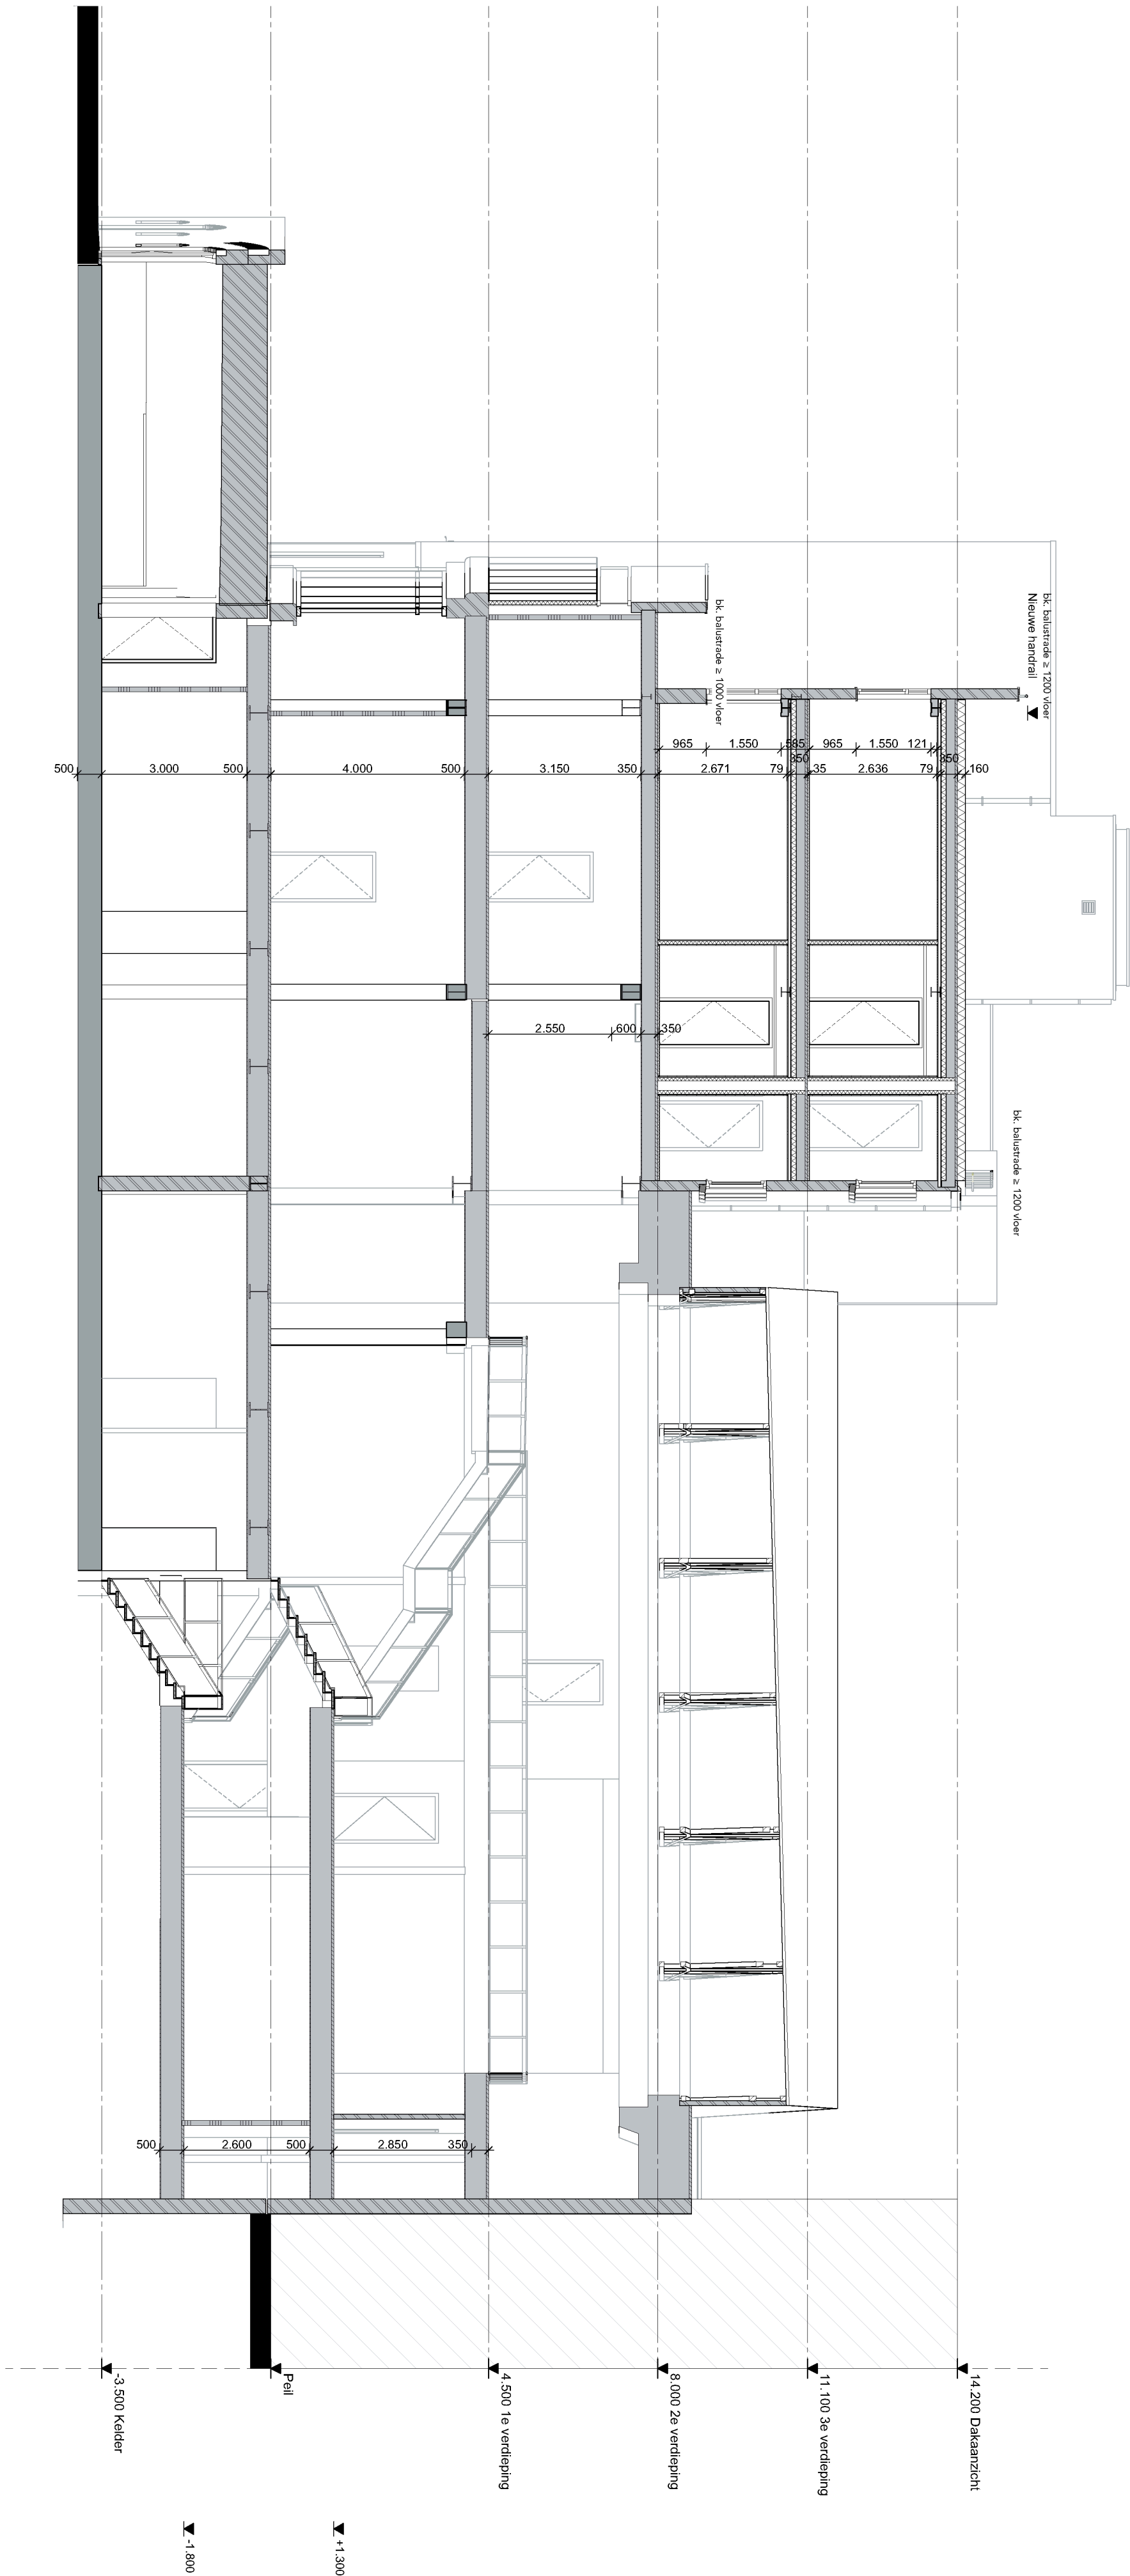 bk. balustrade ≥ 1200 vloer
Nieuwe handrail
bk. balustrade ≥ 1000 vloer
965 1.550 585 965 1.550 121
350 350
500 3.000 500 4.000 500 3.150 350 2.671 79 35 2.636 79 160
2.550 600 350
bk. balustrade ≥ 1200 vloer
500 2.600 500 2.850 350
-3.500 Kelder
Peil
4.500 1e verdieping
8.000 2e verdieping
11.100 3e verdieping
14.200 Dakaanzicht
-1.800
+1.300